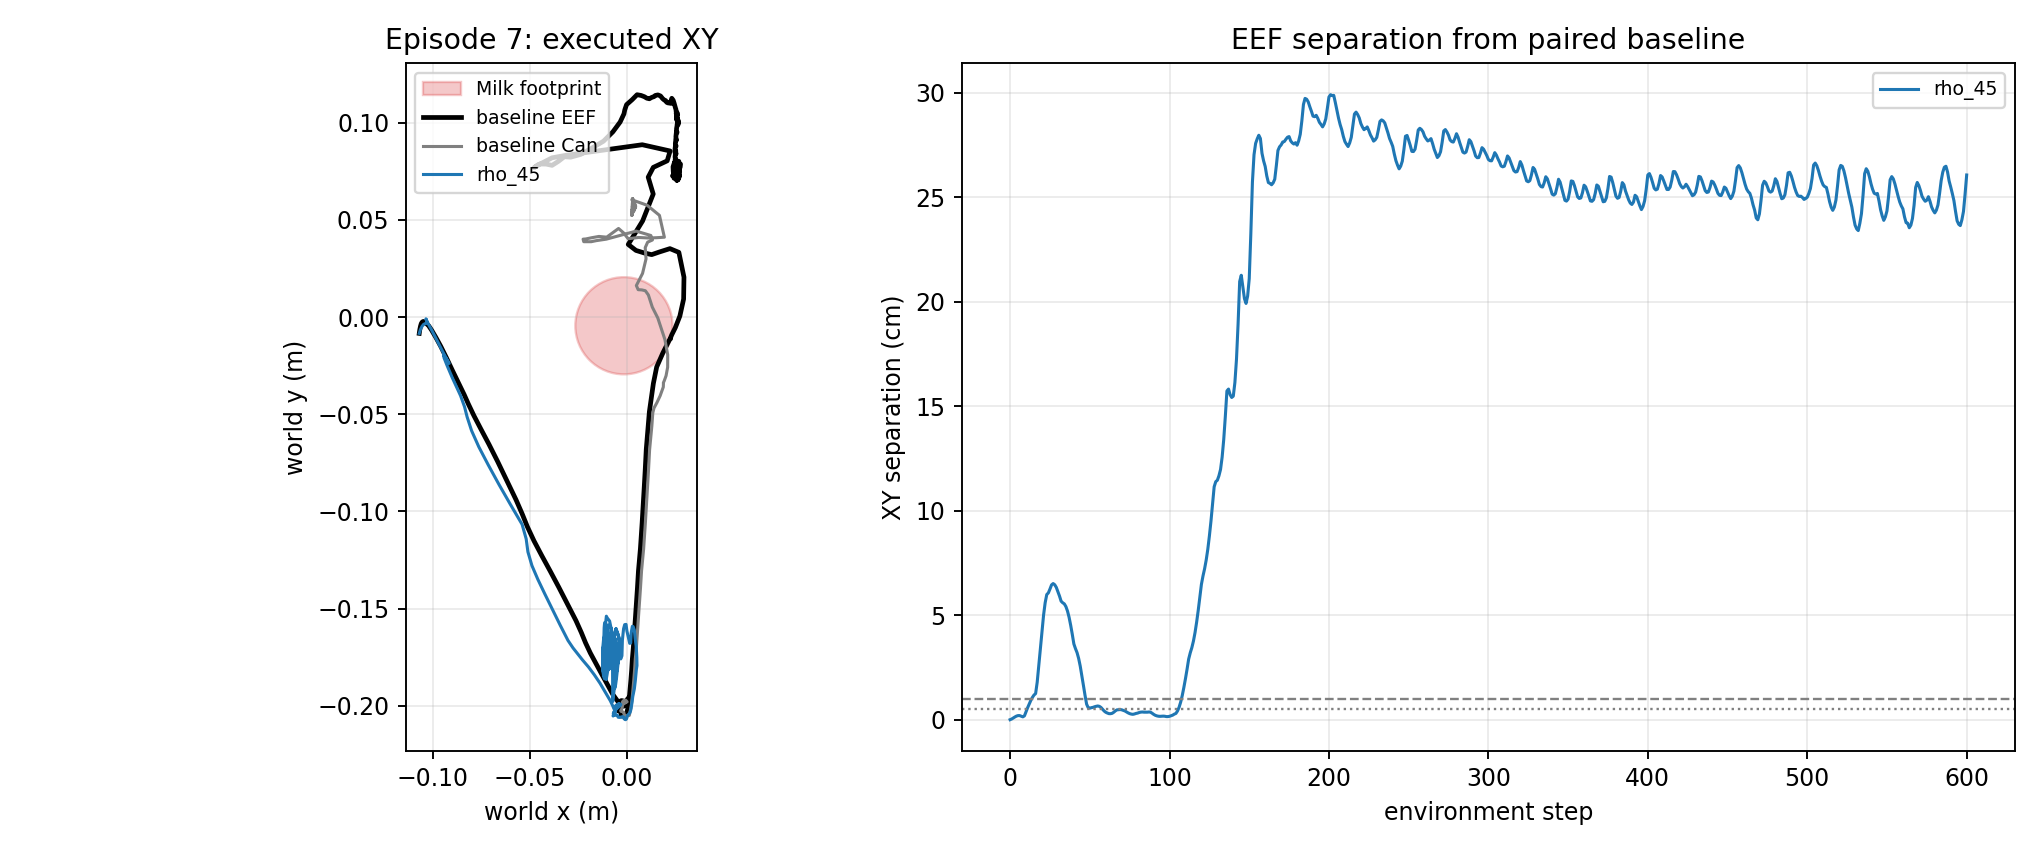 Episode 7: executed XY
Milk footprint
baseline EEF
baseline Can
rho_45
0.10
0.05
0.00
−0.05
−0.10
−0.15
−0.20
world y (m)
−0.10 −0.05 0.00
world x (m)
EEF separation from paired baseline
rho_45
30
25
20
15
10
5
0
XY separation (cm)
0 100 200 300 400 500 600
environment step